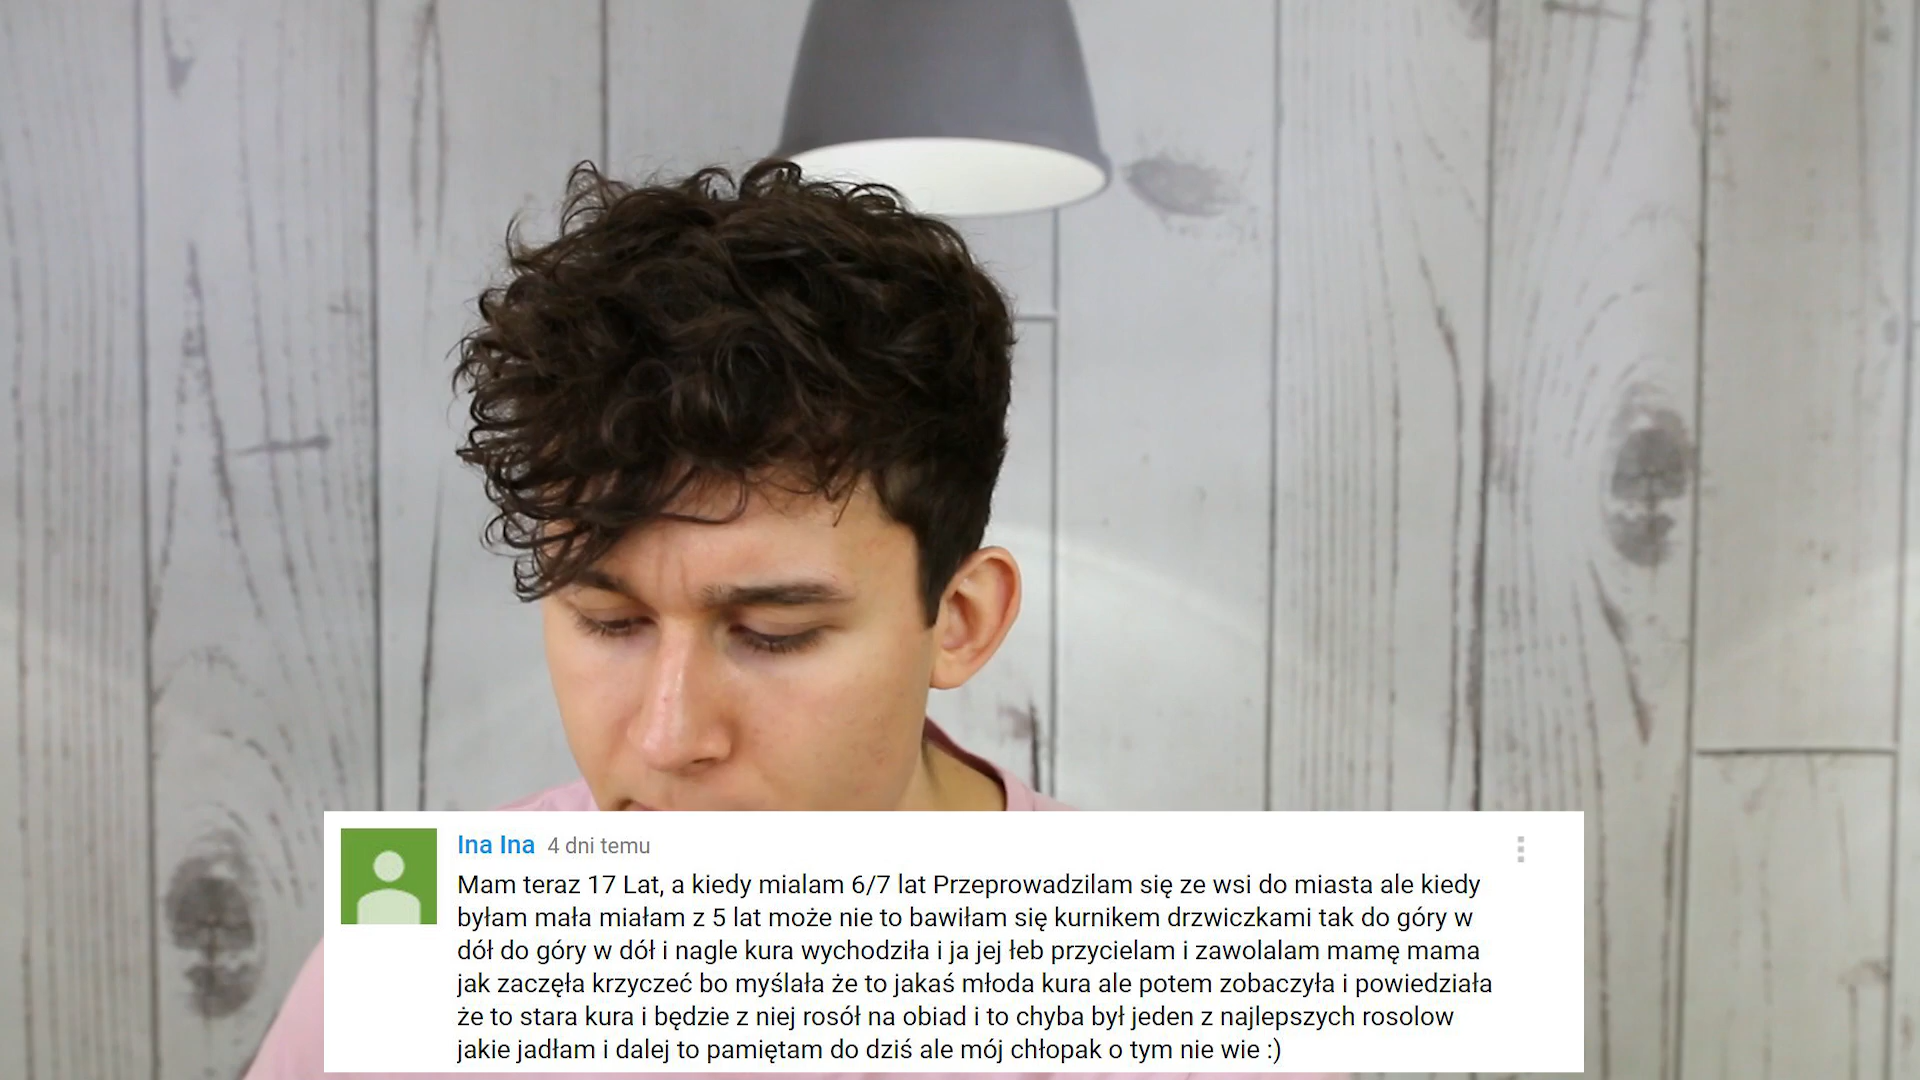 Ina Ina 4 dni temu
Mam teraz 17 Lat, a kiedy mialam 6/7 lat Przeprowadzilam się ze wsi do miasta ale kiedy
byłam mała miałam z 5 lat może nie to bawiłam się kurnikem drzwiczkami tak do góry w
dół do góry w dół i nagle kura wychodziła i ja jej łeb przycielam i zawolalam mamę mama
jak zaczęła krzyczeć bo myślała że to jakaś młoda kura ale potem zobaczyła i powiedziała
że to stara kura i będzie z niej rosół na obiad i to chyba był jeden z najlepszych rosolow
jakie jadłam i dalej to pamiętam do dziś ale mój chłopak o tym nie wie :)